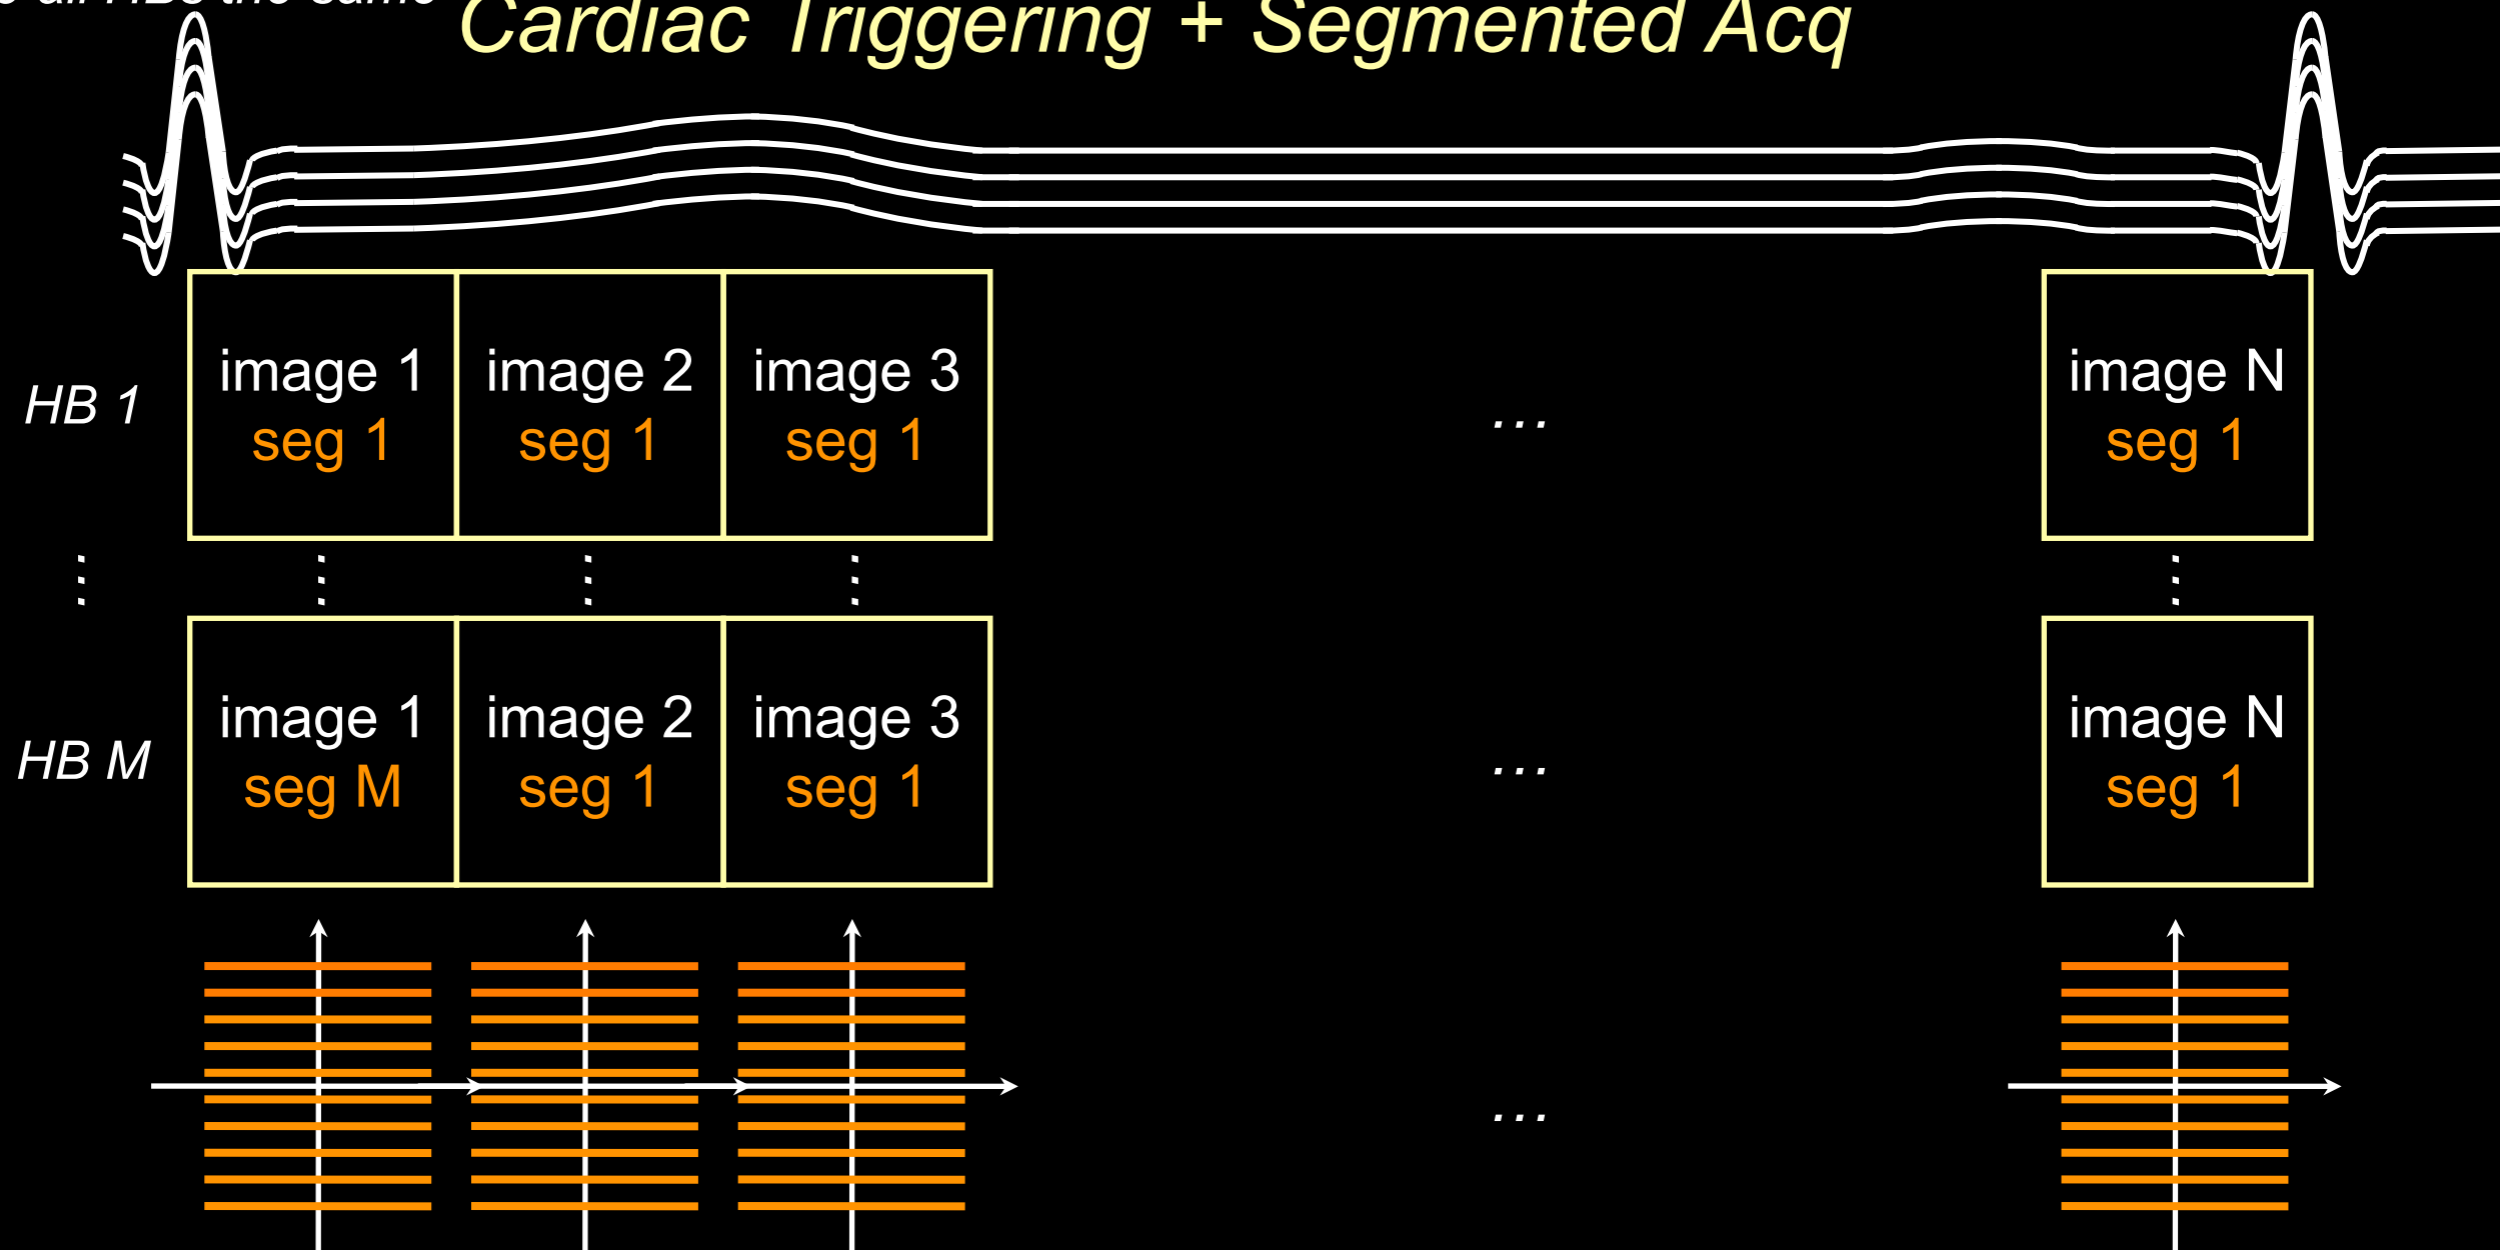 Cardiac Triggering + Segmented Acq
HB 1
image 1
seg 1
image 2
seg 1
image 3
seg 1
...
image N
seg 1
HB M
image 1
seg M
image 2
seg 1
image 3
seg 1
...
image N
seg 1
...